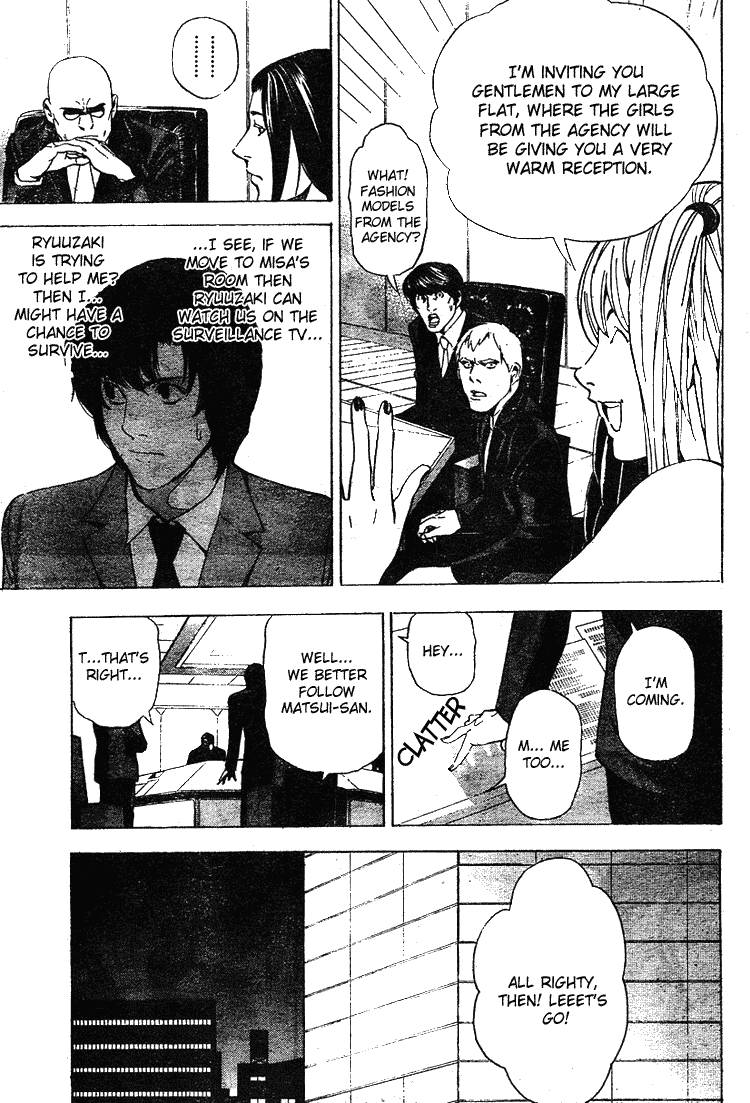 I'M INVITING YOU
GENTLEMEN TO MY LARGE
FLAT, WHERE THE GIRLS
FROM THE AGENCY WILL
BE GIVING YOU A VERY
WARM RECEPTION.
WHAT!
FASHION
MODELS
FROM THE
AGENCY?
......
...I SEE, IF WE
MOVE TO MISA'S
ROOM THEN
RYUUZAKI CAN
WATCH US ON THE
SURVEILLANCE TV...
RYUUZAKI
IS TRYING
TO HELP ME?
THEN I...
MIGHT HAVE A
CHANCE TO
SURVIVE...
I'M
COMING.
HEY...
M... ME
TOO...
CLATTER
WELL...
WE BETTER
FOLLOW
MATSUI-SAN.
T...THAT'S
RIGHT...
ALL RIGHTY,
THEN! LEEET'S
GO!